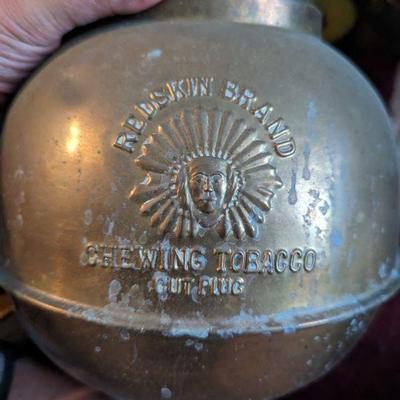 REDSKIN BRAND
CHEWING TOBACCO
CUT PLUG